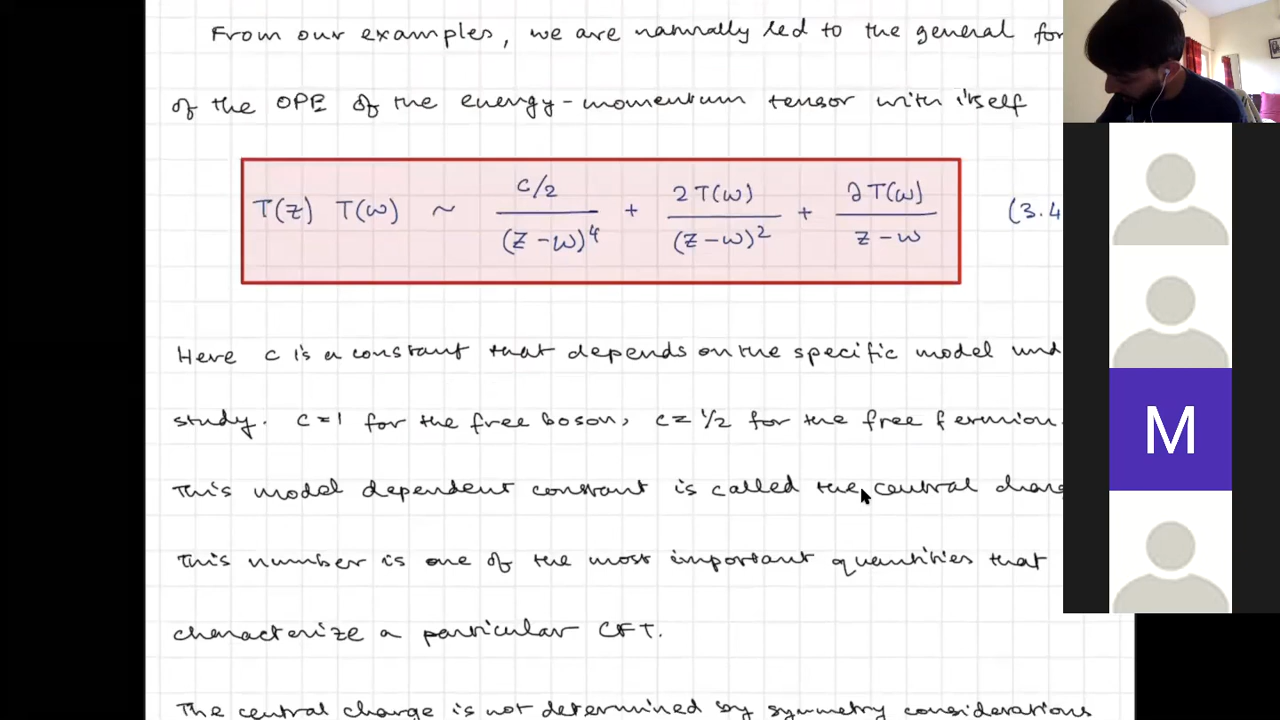 From our examples, we are naturally led to the general for
of the OPE of the energy-momentum tensor with itself
T(z) T(w) ~ c/2 / (z-w)^4 + 2T(w) / (z-w)^2 + ∂T(w) / z-w (3.4
Here c is a constant that depends on the specific model und
study. c=1 for the free boson, c=1/2 for the free fermion.
This model dependent constant is called the central charg
This number is one of the most important quantities that
characterize a particular CFT.
The central charge is not determined by symmetry considerations
M